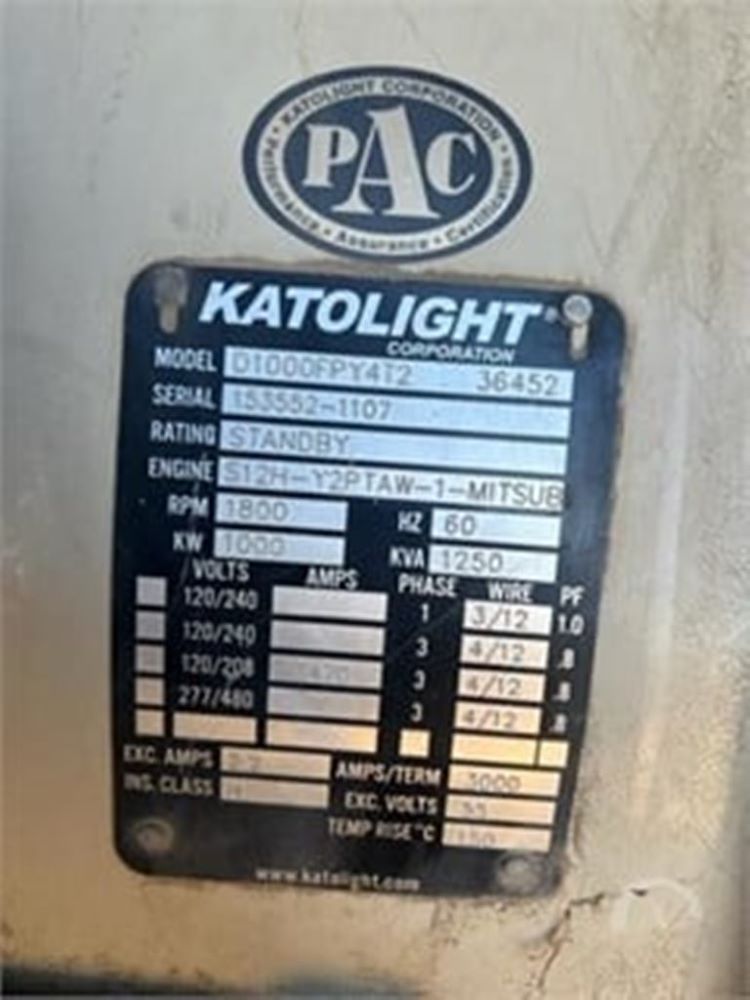 KATOLIGHT CORPORATION
PAC
Performance • Assurance • Certification
KATOLIGHT®
CORPORATION
MODEL D1000FPY4T2 36452
SERIAL 153552-1107
RATING STANDBY
ENGINE S12H-Y2PTAW-1-MITSUB
RPM 1800 HZ 60
KW 1000 KVA 1250
VOLTS AMPS PHASE WIRE PF
120/240 1 3/12 1.0
120/240 3 4/12 .8
120/208 3 4/12 .8
277/480 3 4/12 .8
EXC. AMPS AMPS/TERM
INS. CLASS H EXC. VOLTS
TEMP RISE °C 150
www.katolight.com